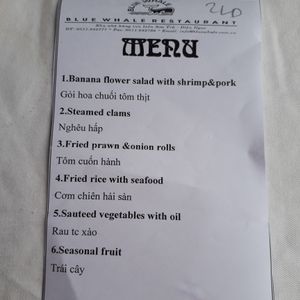 BLUE WHALE RESTAURANT
MENU
1.Banana flower salad with shrimp&pork
Gỏi hoa chuối tôm thịt
2.Steamed clams
Nghêu hấp
3.Fried prawn &onion rolls
Tôm cuốn hành
4.Fried rice with seafood
Cơm chiên hải sản
5.Sauteed vegetables with oil
Rau tc xào
6.Seasonal fruit
Trái cây